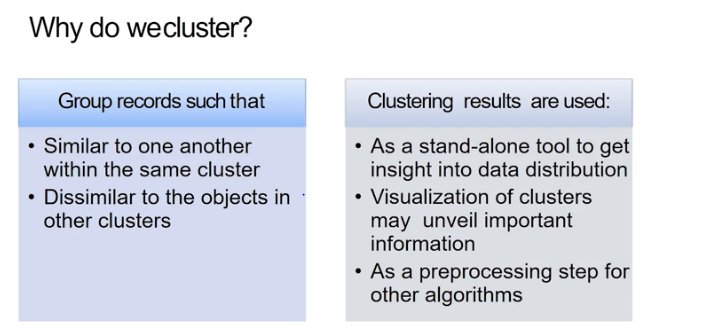 Why do wecluster?
Group records such that
• Similar to one another
within the same cluster
• Dissimilar to the objects in
other clusters
Clustering results are used:
• As a stand-alone tool to get
insight into data distribution
• Visualization of clusters
may unveil important
information
• As a preprocessing step for
other algorithms